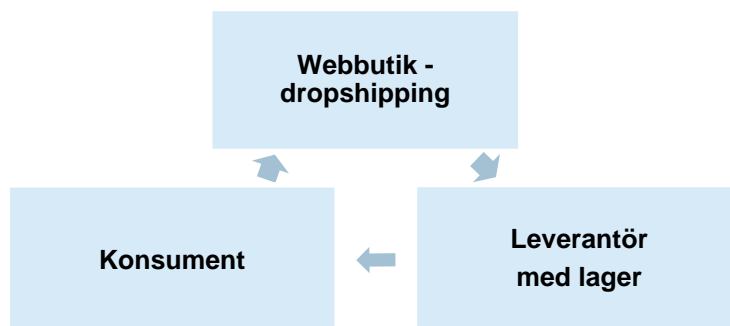 Webbutik -
dropshipping
Konsument
Leverantör
med lager